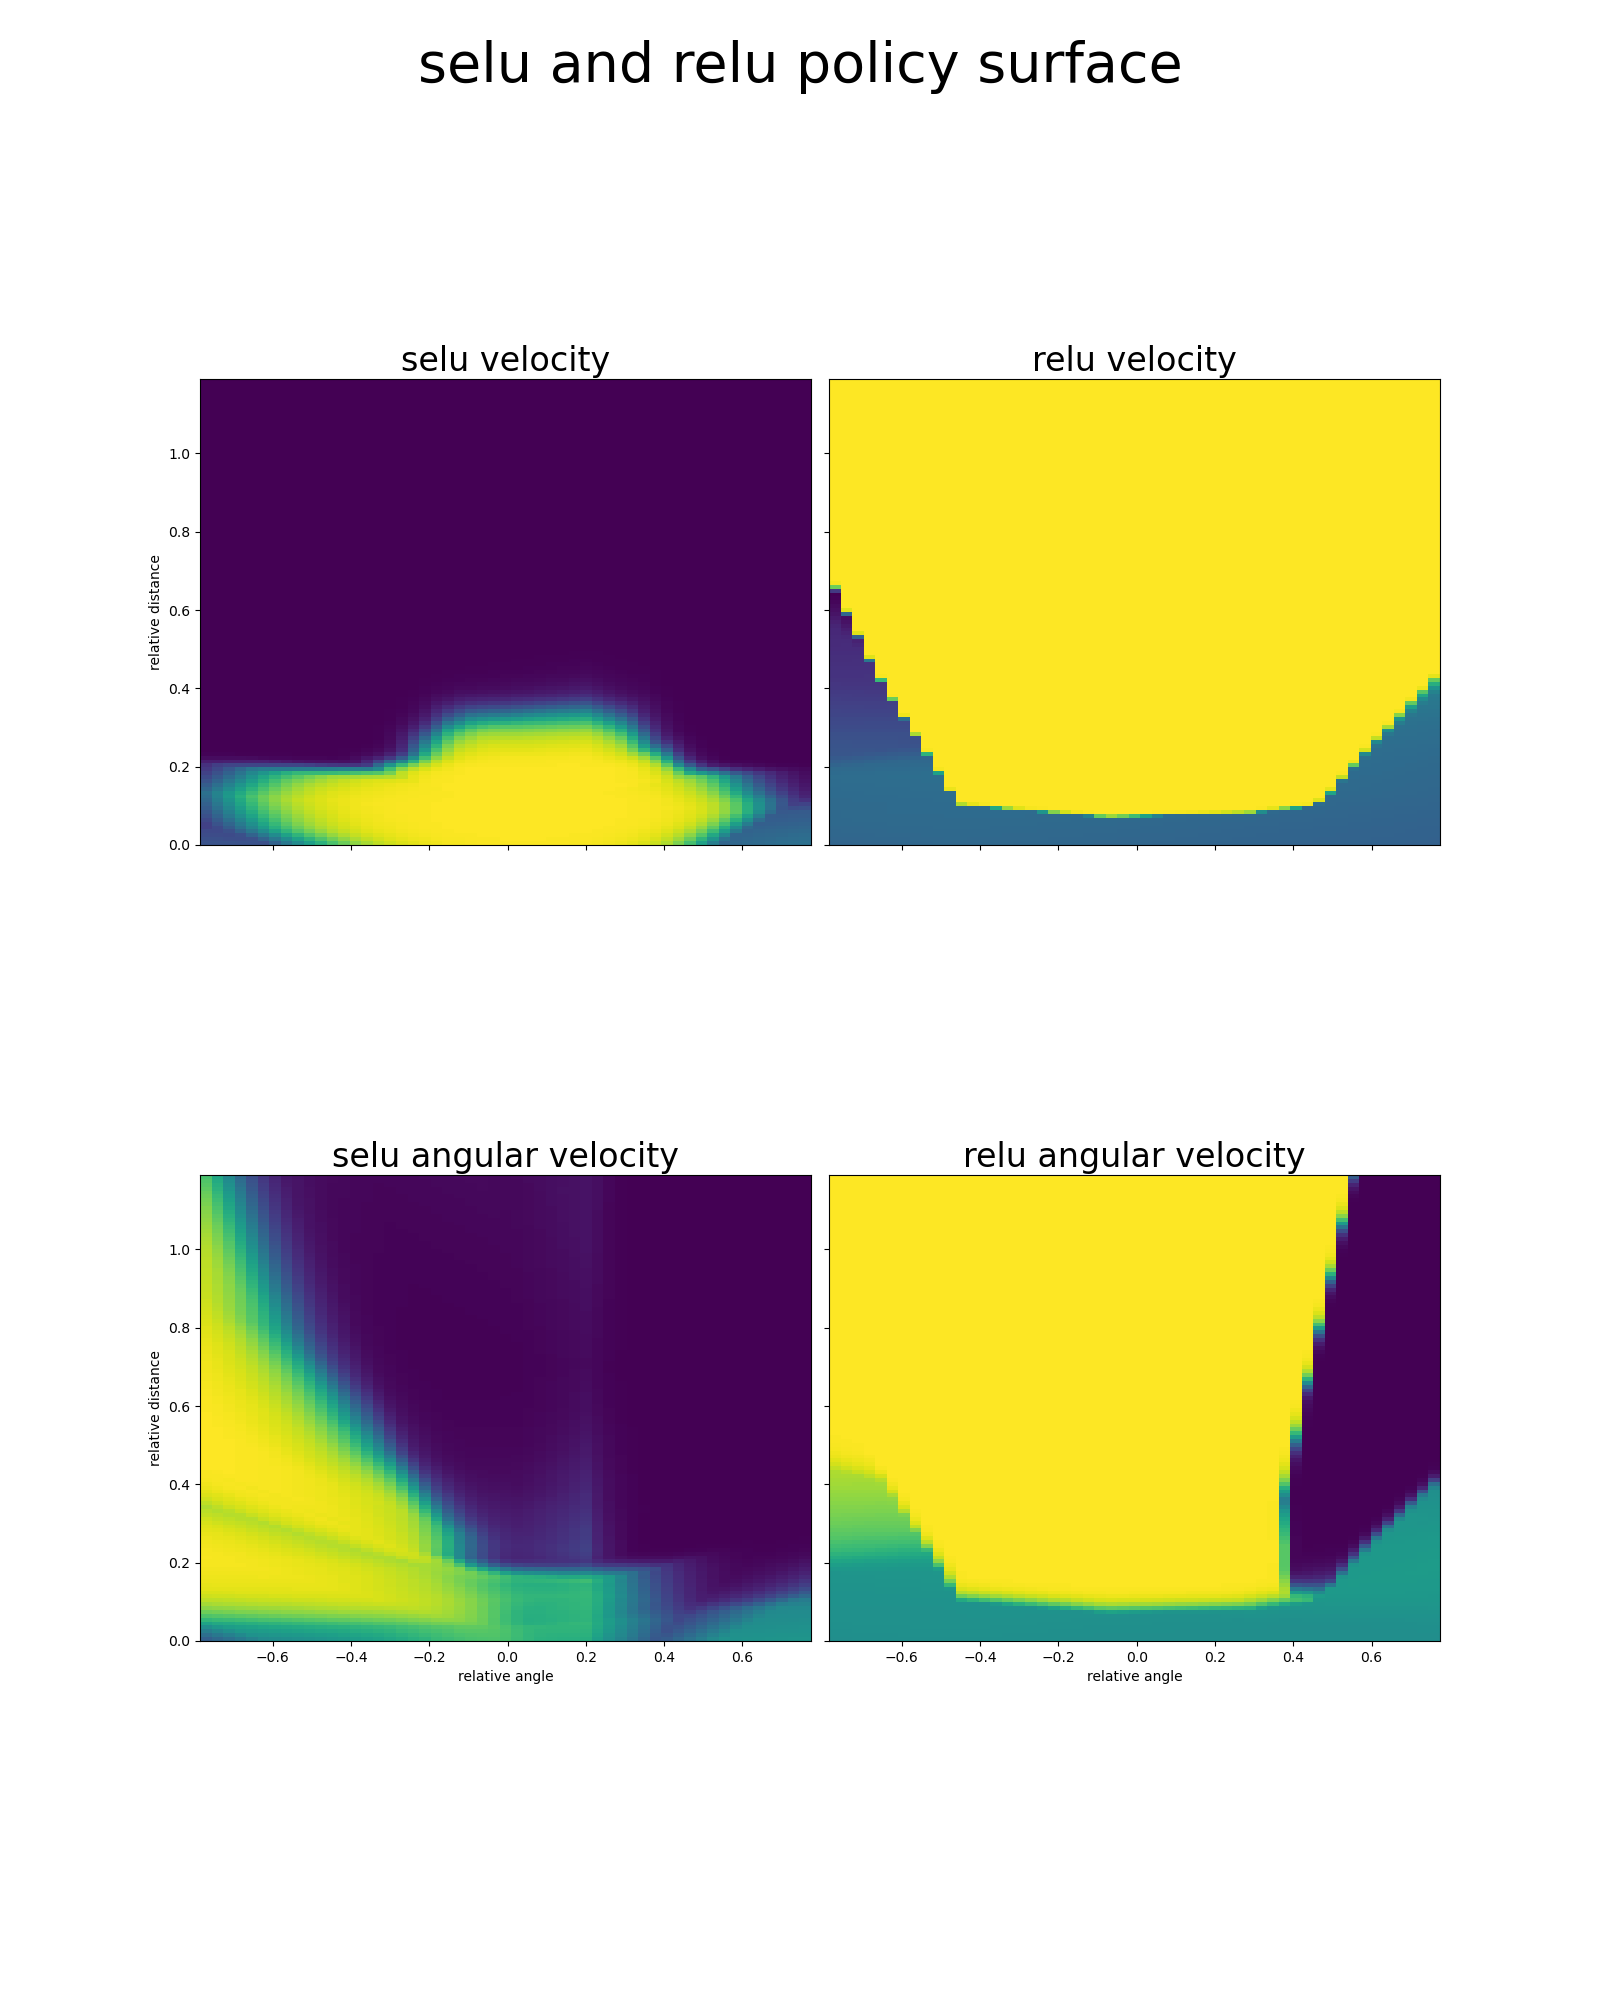 selu and relu policy surface
selu velocity
relu velocity
1.0
0.8
0.6
0.4
0.2
0.0
relative distance
selu angular velocity
relu angular velocity
1.0
0.8
0.6
0.4
0.2
0.0
relative distance
−0.6 −0.4 −0.2 0.0 0.2 0.4 0.6
relative angle
−0.6 −0.4 −0.2 0.0 0.2 0.4 0.6
relative angle